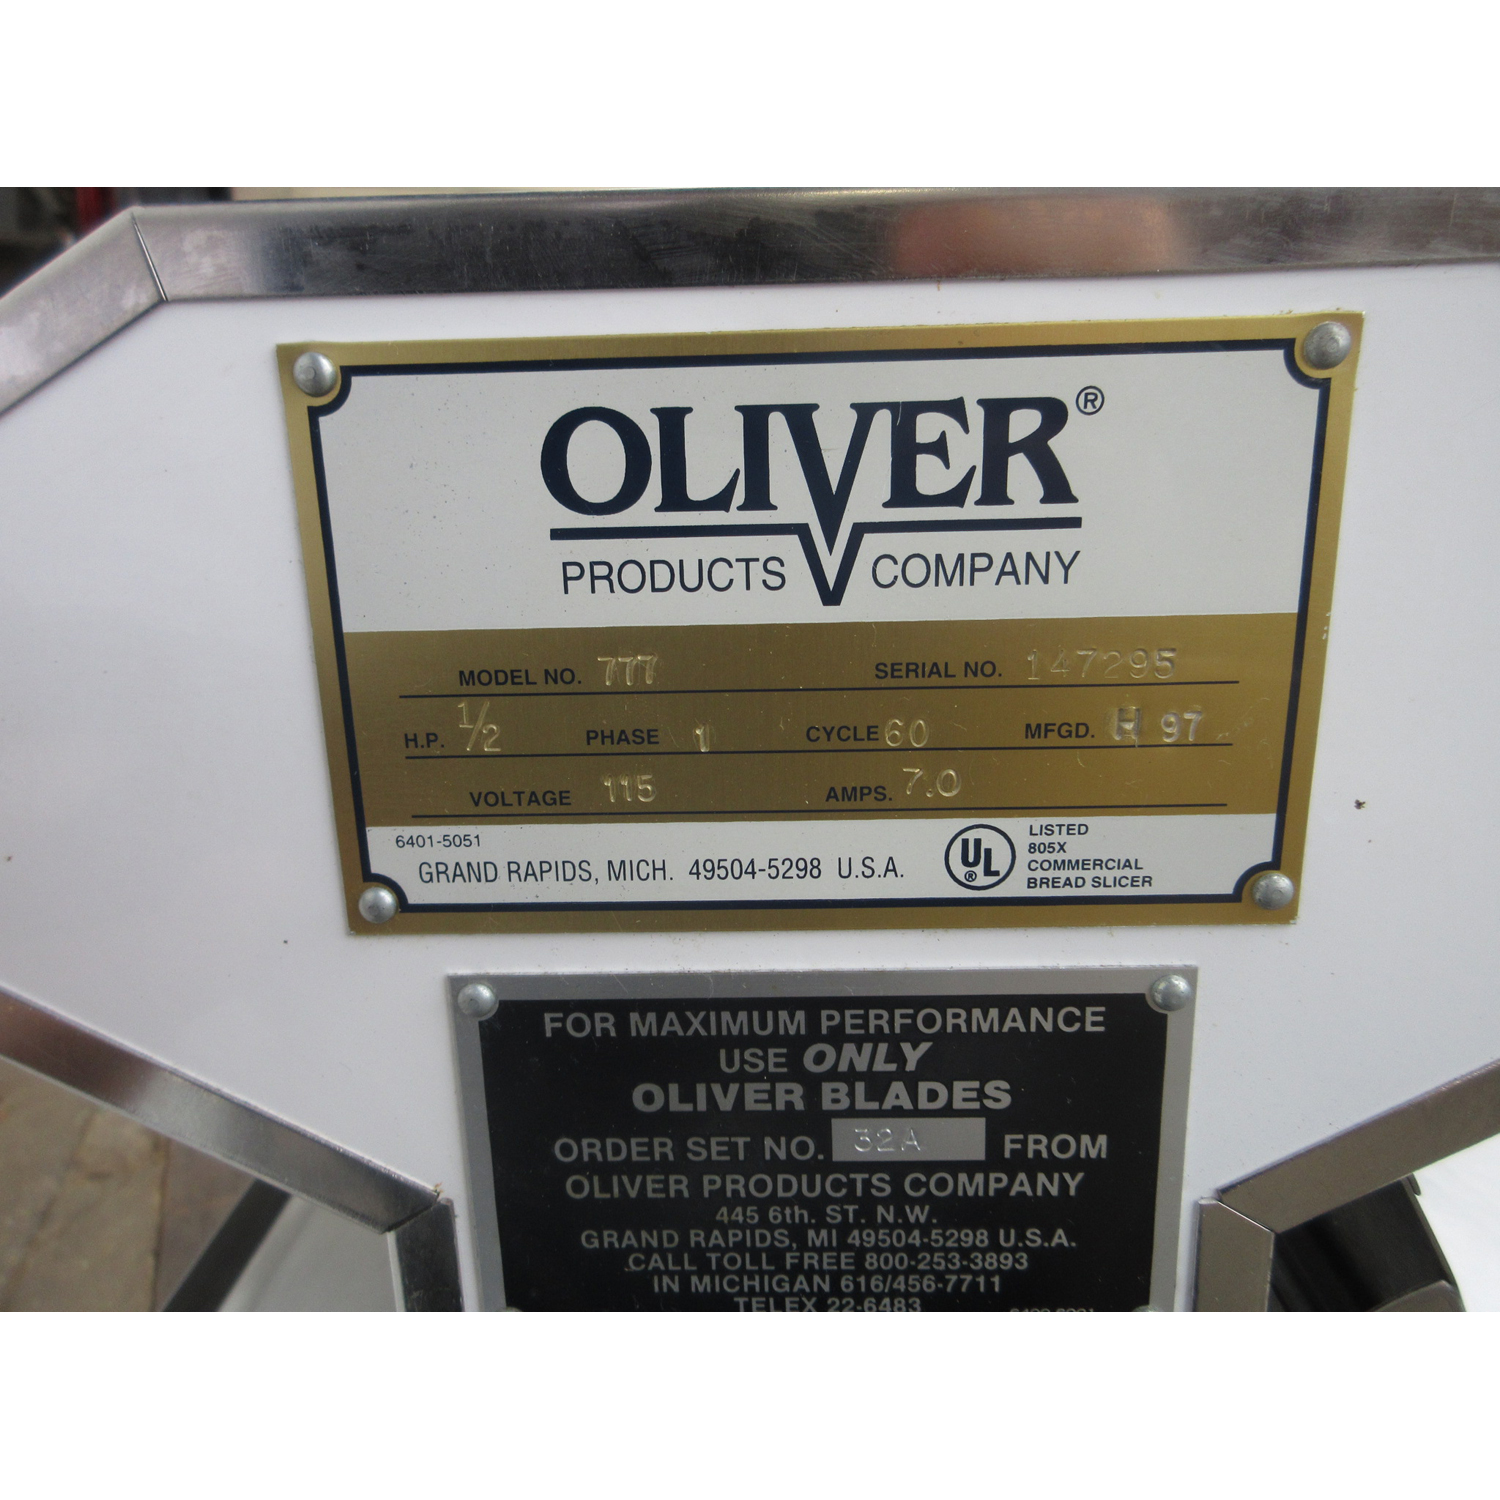 OLIVER®
PRODUCTS COMPANY
MODEL NO. 777 SERIAL NO. 147295
H.P. 1/2 PHASE 1 CYCLE 60 MFGD. H 97
VOLTAGE 115 AMPS. 7.0
6401-5051
GRAND RAPIDS, MICH. 49504-5298 U.S.A.
UL®
LISTED
805X
COMMERCIAL
BREAD SLICER
FOR MAXIMUM PERFORMANCE
USE ONLY
OLIVER BLADES
ORDER SET NO. 32A FROM
OLIVER PRODUCTS COMPANY
445 6th. ST. N.W.
GRAND RAPIDS, MI 49504-5298 U.S.A.
CALL TOLL FREE 800-253-3893
IN MICHIGAN 616/456-7711
TELEX 22-6483